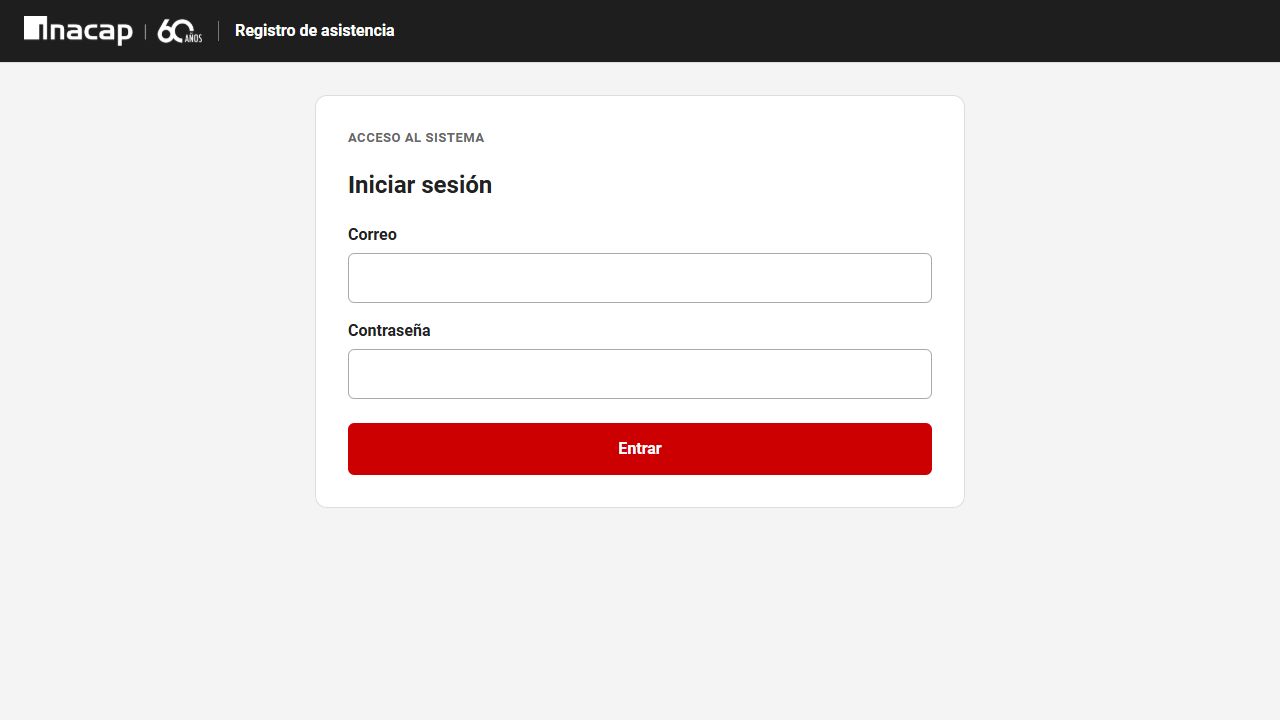 Inacap | 60 AÑOS | Registro de asistencia
ACCESO AL SISTEMA
Iniciar sesión
Correo
Contraseña
Entrar